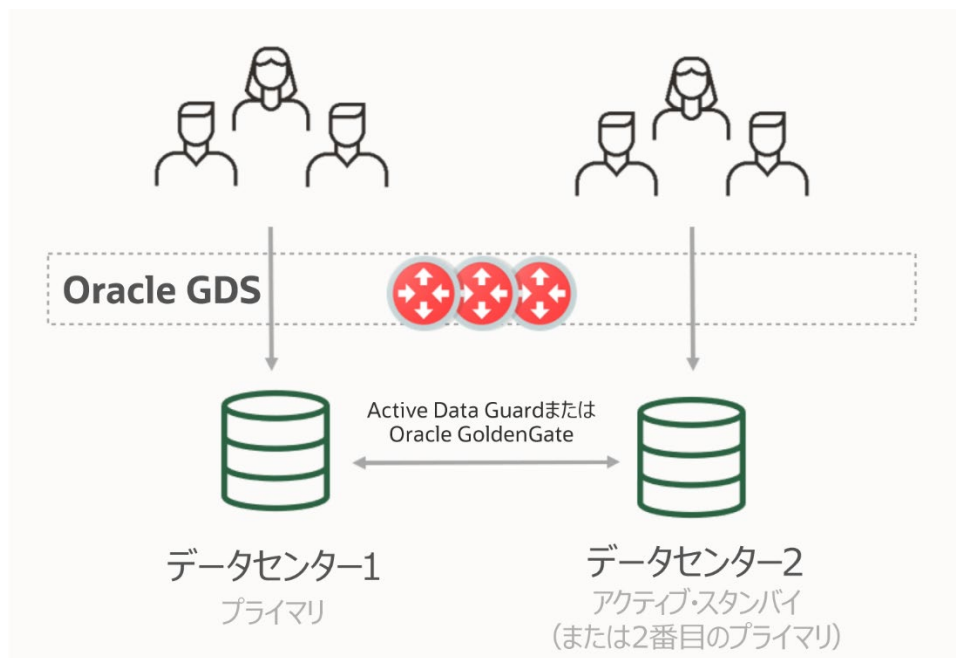 Oracle GDS
Active Data Guardまたは
Oracle GoldenGate
データセンター1
プライマリ
データセンター2
アクティブ・スタンバイ
(または2番目のプライマリ)